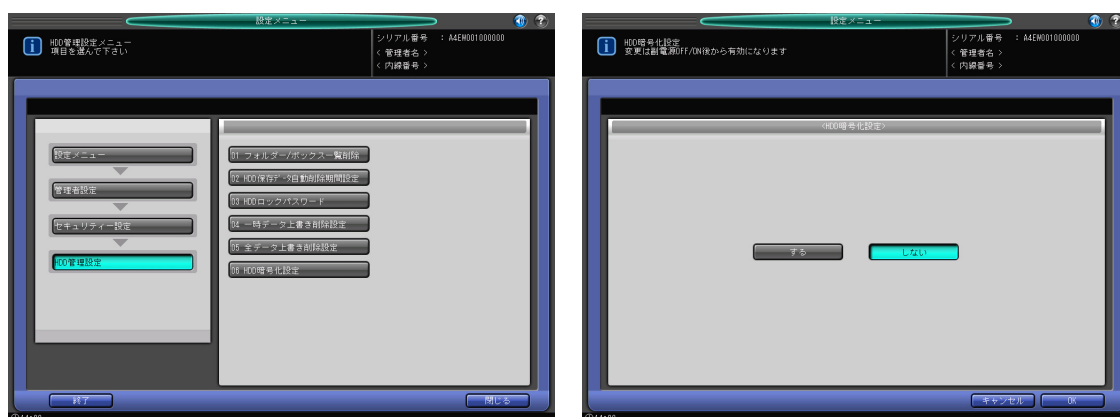 設定メニュー
HDD管理設定メニュー
項目を選んで下さい
シリアル番号 : A4EW001000000
< 管理者名 >
< 内線番号 >
設定メニュー
管理者設定
セキュリティー設定
HDD管理設定
01 フォルダー/ボックス一覧削除
02 HDD保存データ自動削除期間設定
03 HDDロックパスワード
04 一時データ上書き削除設定
05 全データ上書き削除設定
06 HDD暗号化設定
終了
閉じる
設定メニュー
HDD暗号化設定
変更は副電源OFF/ON後から有効になります
シリアル番号 : A4EW001000000
< 管理者名 >
< 内線番号 >
<HDD暗号化設定>
する
しない
キャンセル
OK